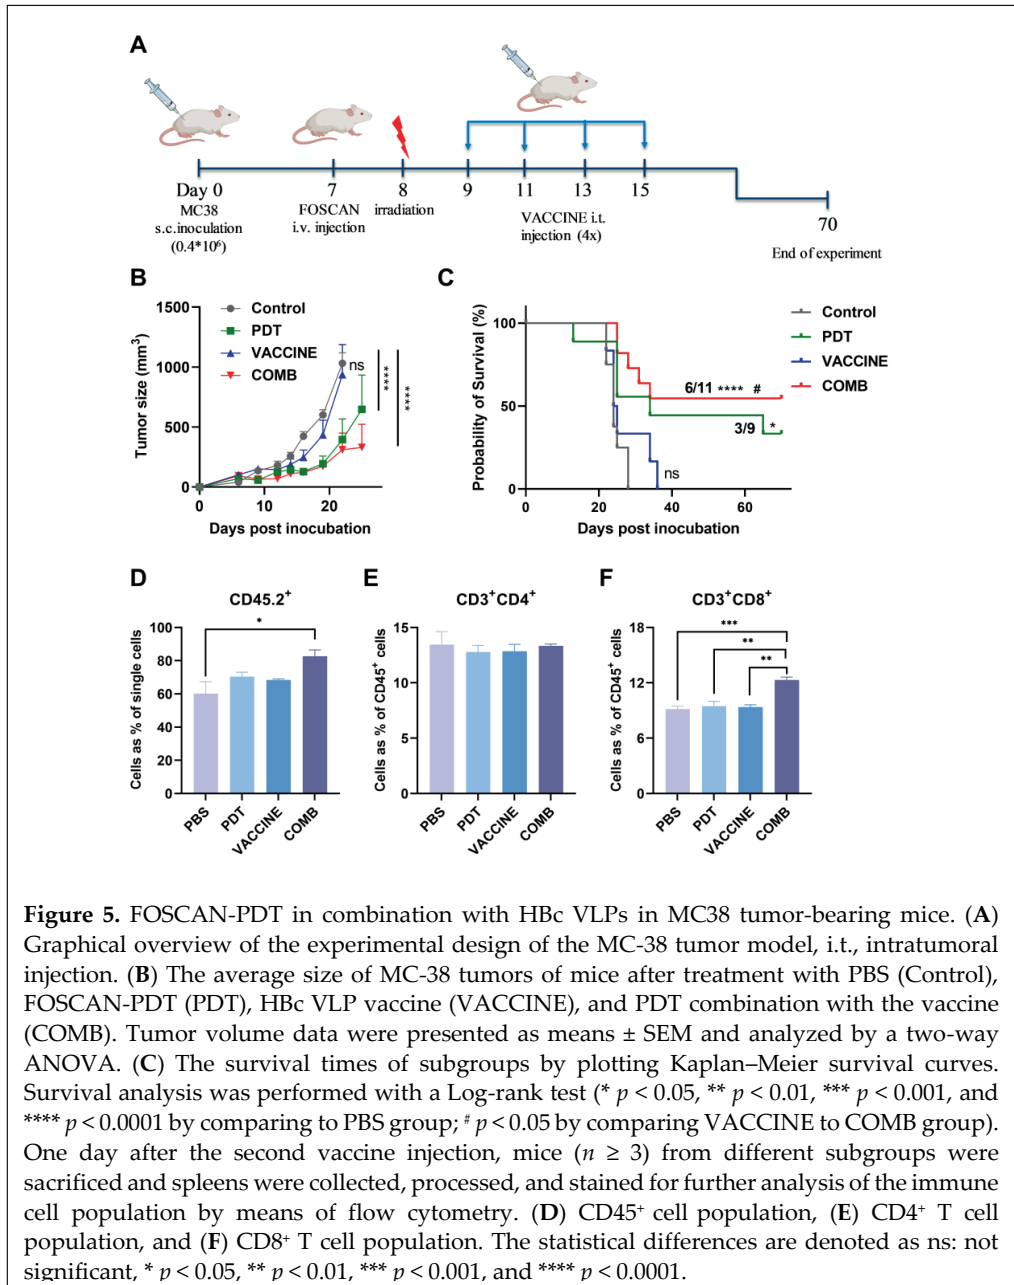 A
Day 0
7
8
9
11
13
15
70
MC38
s.c.inoculation
(0.4*10⁶)
FOSCAN
i.v. injection
irradiation
VACCINE i.t.
injection (4x)
End of experiment
B
Tumor size (mm³)
1500
1000
500
0
0
10
20
Days post inocubation
Control
PDT
VACCINE
COMB
ns
****
****
C
Probability of Survival (%)
100
50
0
0
20
40
60
Days post inocubation
Control
PDT
VACCINE
COMB
6/11 **** #
3/9 *
ns
D
CD45.2⁺
Cells as % of single cells
100
80
60
40
20
0
*
PBS
PDT
VACCINE
COMB
E
CD3⁺CD4⁺
Cells as % of CD45⁺ cells
15
10
5
0
PBS
PDT
VACCINE
COMB
F
CD3⁺CD8⁺
Cells as % of CD45⁺ cells
18
12
6
0
***
**
**
PBS
PDT
VACCINE
COMB
Figure 5. FOSCAN-PDT in combination with HBc VLPs in MC38 tumor-bearing mice. (A)
Graphical overview of the experimental design of the MC-38 tumor model, i.t., intratumoral
injection. (B) The average size of MC-38 tumors of mice after treatment with PBS (Control),
FOSCAN-PDT (PDT), HBc VLP vaccine (VACCINE), and PDT combination with the vaccine
(COMB). Tumor volume data were presented as means ± SEM and analyzed by a two-way
ANOVA. (C) The survival times of subgroups by plotting Kaplan–Meier survival curves.
Survival analysis was performed with a Log-rank test (* p < 0.05, ** p < 0.01, *** p < 0.001, and
**** p < 0.0001 by comparing to PBS group; # p < 0.05 by comparing VACCINE to COMB group).
One day after the second vaccine injection, mice (n ≥ 3) from different subgroups were
sacrificed and spleens were collected, processed, and stained for further analysis of the immune
cell population by means of flow cytometry. (D) CD45⁺ cell population, (E) CD4⁺ T cell
population, and (F) CD8⁺ T cell population. The statistical differences are denoted as ns: not
significant, * p < 0.05, ** p < 0.01, *** p < 0.001, and **** p < 0.0001.